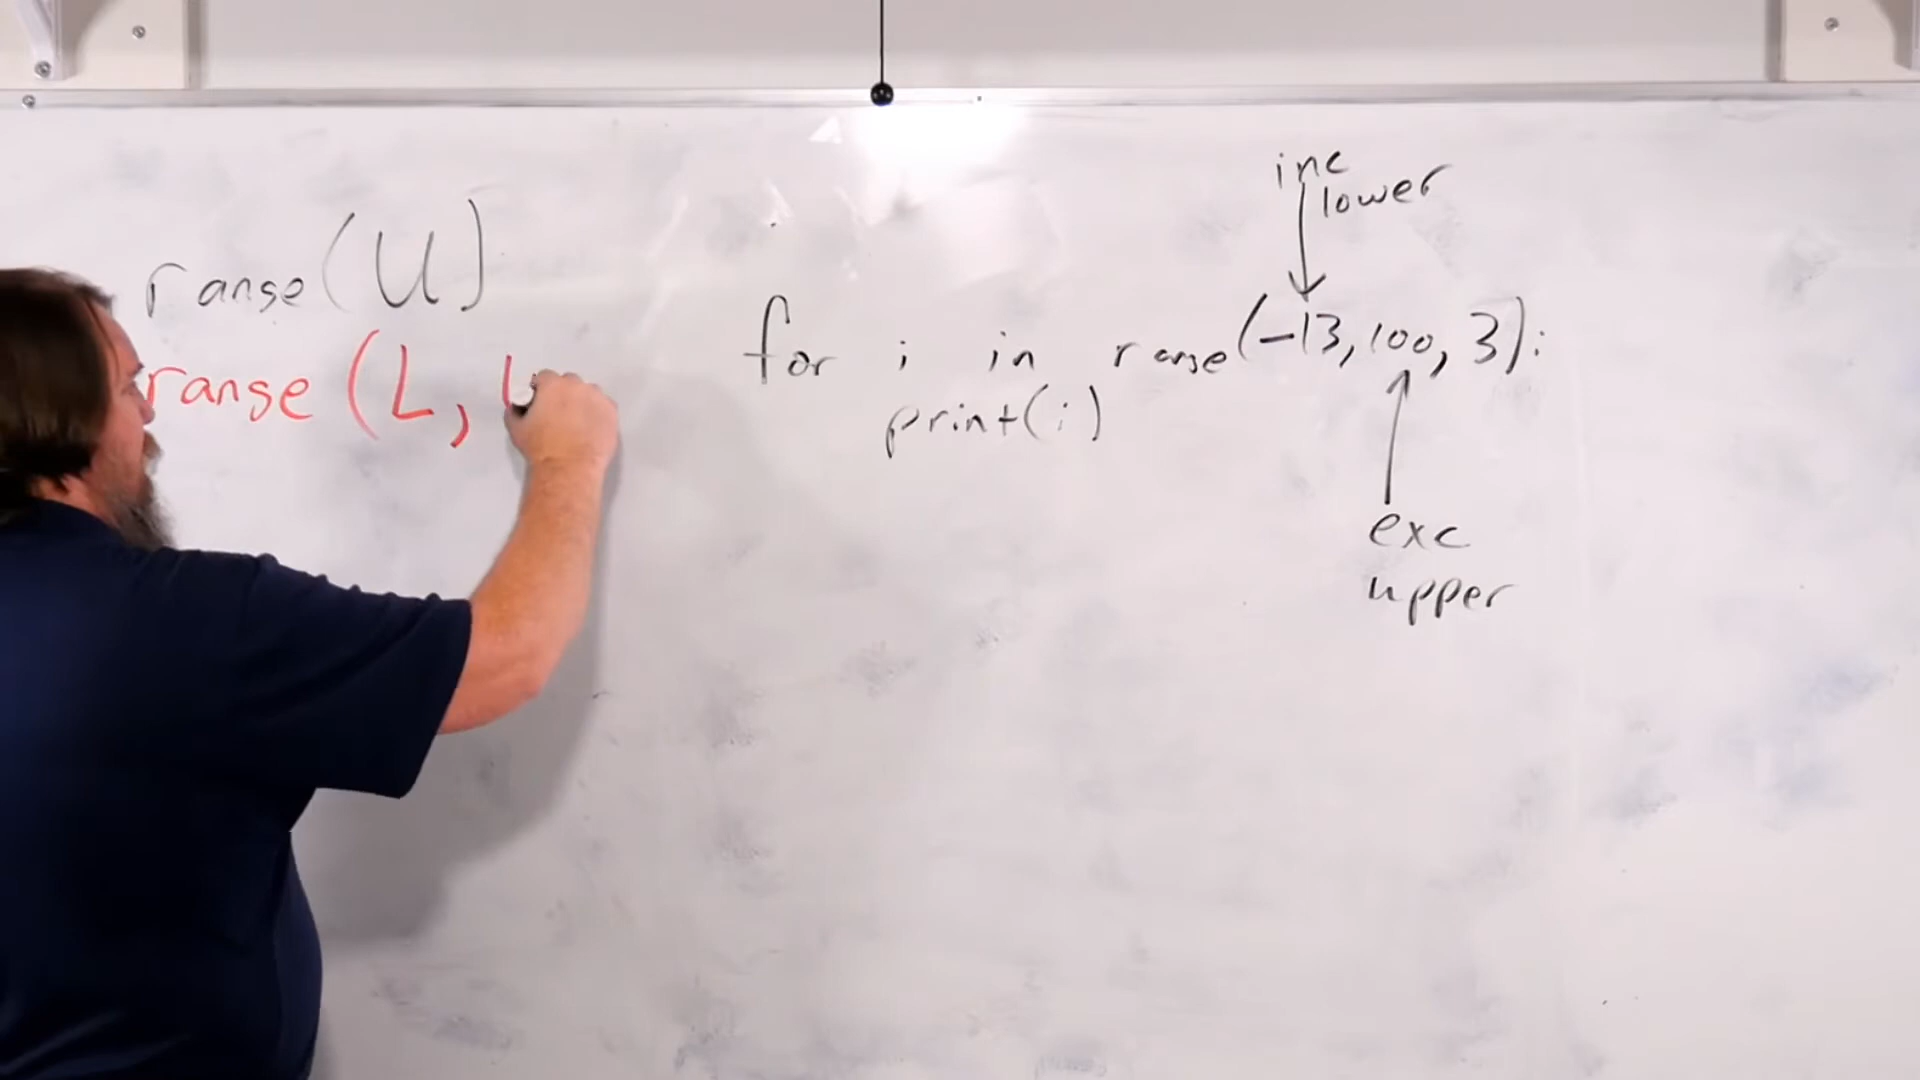 range(U)
range(L,
inc
lower
for i in range(-13,100,3):
print(i)
exc
upper